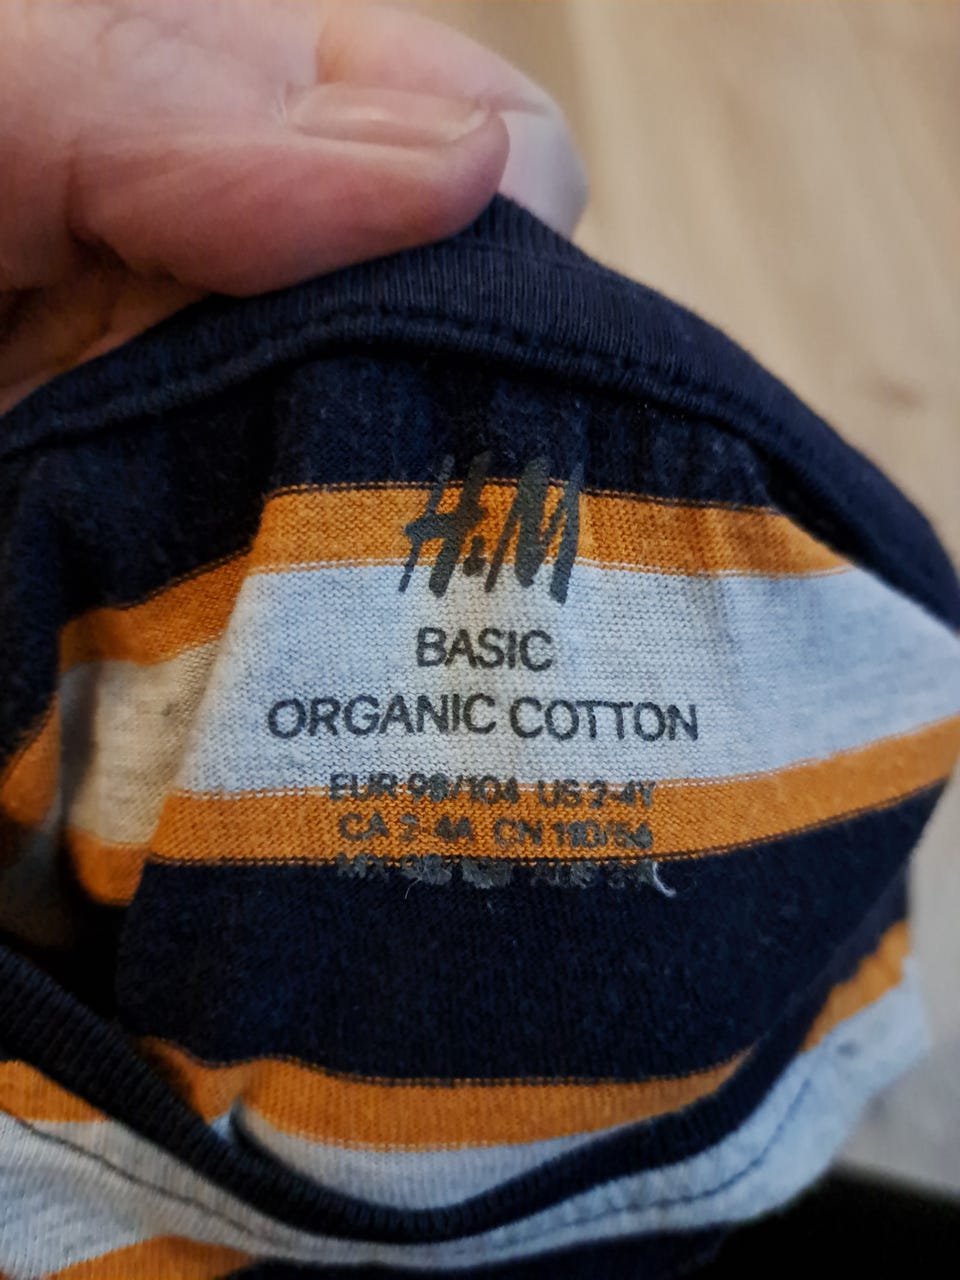 H&M
BASIC
ORGANIC COTTON
EUR 98/104 US 2-4Y
CA 2-4A CN 110/56